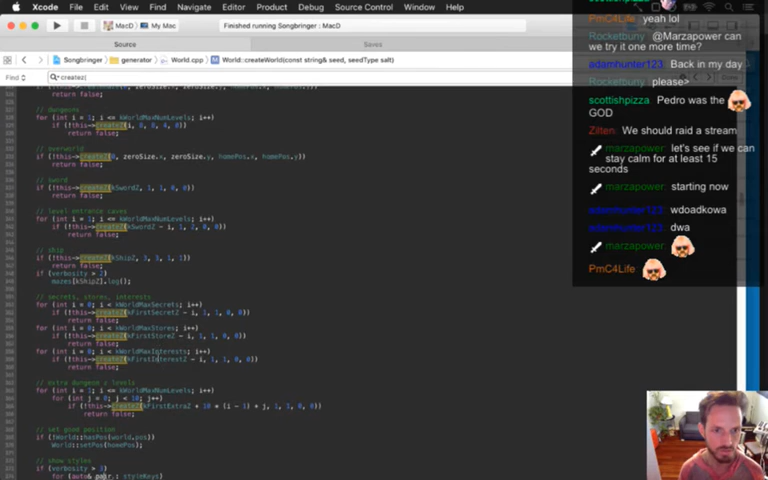 Xcode File Edit View Find Navigate Editor Product Debug Source Control Window Help
MacD My Mac
Finished running Songbringer : MacD
Source
Saves
Songbringer generator World.cpp World::createWorld(const string& seed, seedType salt)
Find createz(
return false;
// dungeons
for (int i = 1; i <= kWorldMaxNumLevels; i++)
if (!this->createZ(i, 0, 0, 4, 0))
return false;
// overworld
if (!this->createZ(0, zeroSize.x, zeroSize.y, homePos.x, homePos.y))
return false;
// sword
if (!this->createZ(kSwordZ, 1, 1, 0, 0))
return false;
// level entrance caves
for (int i = 1; i <= kWorldMaxNumLevels; i++)
if (!this->createZ(kSwordZ - i, 1, 2, 0, 0))
return false;
// ship
if (!this->createZ(kShipZ, 3, 3, 1, 1))
return false;
if (verbosity > 2)
mazes[kShipZ].log();
// secrets, stores, interests
for (int i = 0; i < kWorldMaxSecrets; i++)
if (!this->createZ(kFirstSecretZ - i, 1, 1, 0, 0))
return false;
for (int i = 0; i < kWorldMaxStores; i++)
if (!this->createZ(kFirstStoreZ - i, 1, 1, 0, 0))
return false;
for (int i = 0; i < kWorldMaxInterests; i++)
if (!this->createZ(kFirstInterestZ - i, 1, 1, 0, 0))
return false;
// extra dungeon z levels
for (int i = 1; i <= kWorldMaxNumLevels; i++)
for (int j = 0; j < 10; j++)
if (!this->createZ(kFirstExtraZ + 10 * (i - 1) + j, 1, 1, 0, 0))
return false;
// set good position
if (!World::hasPos(world.pos))
World::setPos(homePos);
// show styles
if (verbosity > 3)
for (auto& pair : styleKeys)
PmC4Life yeah lol
Rocketbuny @Marzapower can
we try it one more time?
adamhunter123 Back in my day
Rocketbuny please>
scottishpizza Pedro was the
GOD
Zilten We should raid a stream
marzapower: let's see if we can
stay calm for at least 15
seconds
marzapower: starting now
adamhunter123 wdoadkowa
adamhunter123 dwa
marzapower:
PmC4Life